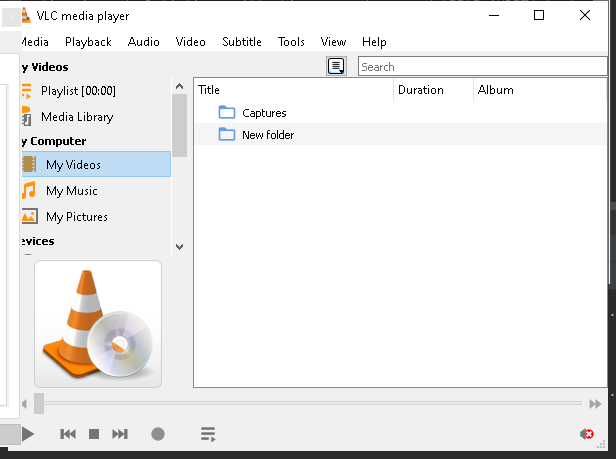 VLC media player
Media Playback Audio Video Subtitle Tools View Help
y Videos
Search
Playlist [00:00]
Title Duration Album
Media Library
Captures
y Computer
New folder
My Videos
My Music
My Pictures
evices